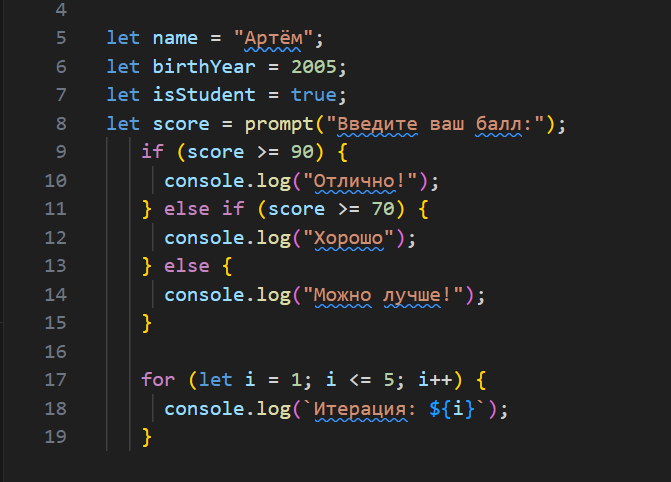 4
5 let name = "Артём";
6 let birthYear = 2005;
7 let isStudent = true;
8 let score = prompt("Введите ваш балл:");
9 if (score >= 90) {
10 console.log("Отлично!");
11 } else if (score >= 70) {
12 console.log("Хорошо");
13 } else {
14 console.log("Можно лучше!");
15 }
16
17 for (let i = 1; i <= 5; i++) {
18 console.log(`Итерация: ${i}`);
19 }